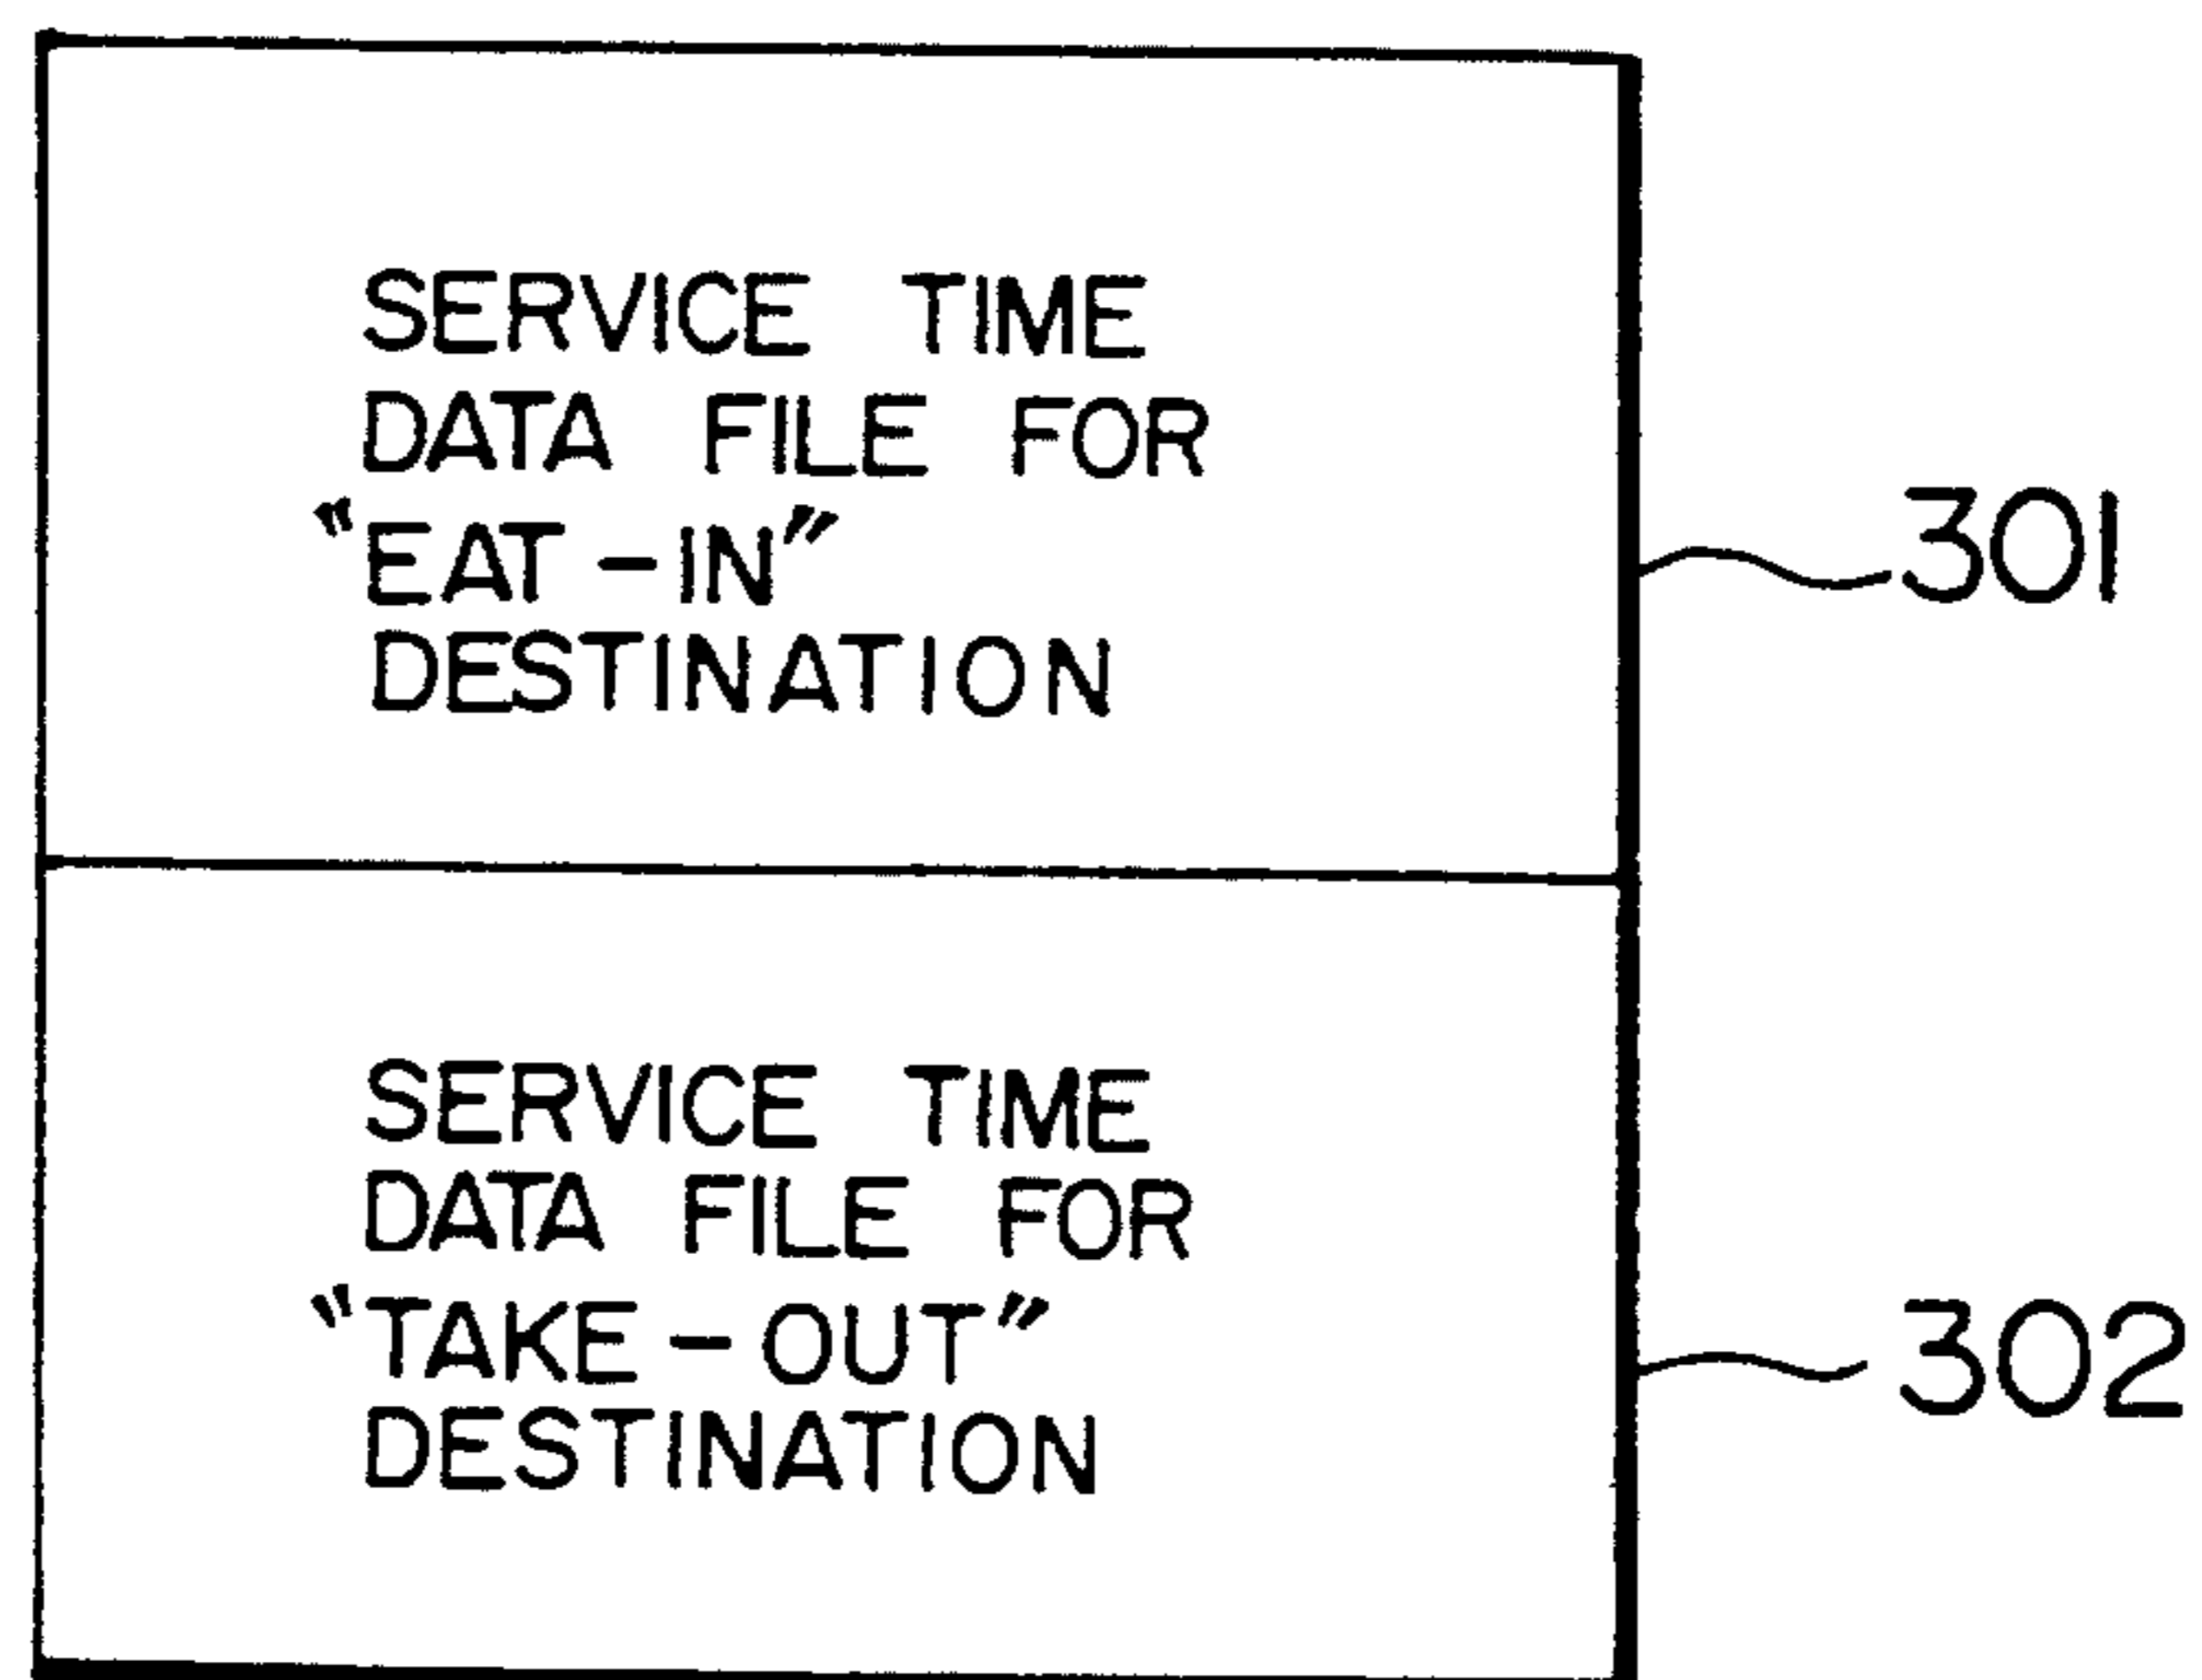 SERVICE TIME
DATA FILE FOR
"EAT-IN"
DESTINATION
301
SERVICE TIME
DATA FILE FOR
"TAKE-OUT"
DESTINATION
302